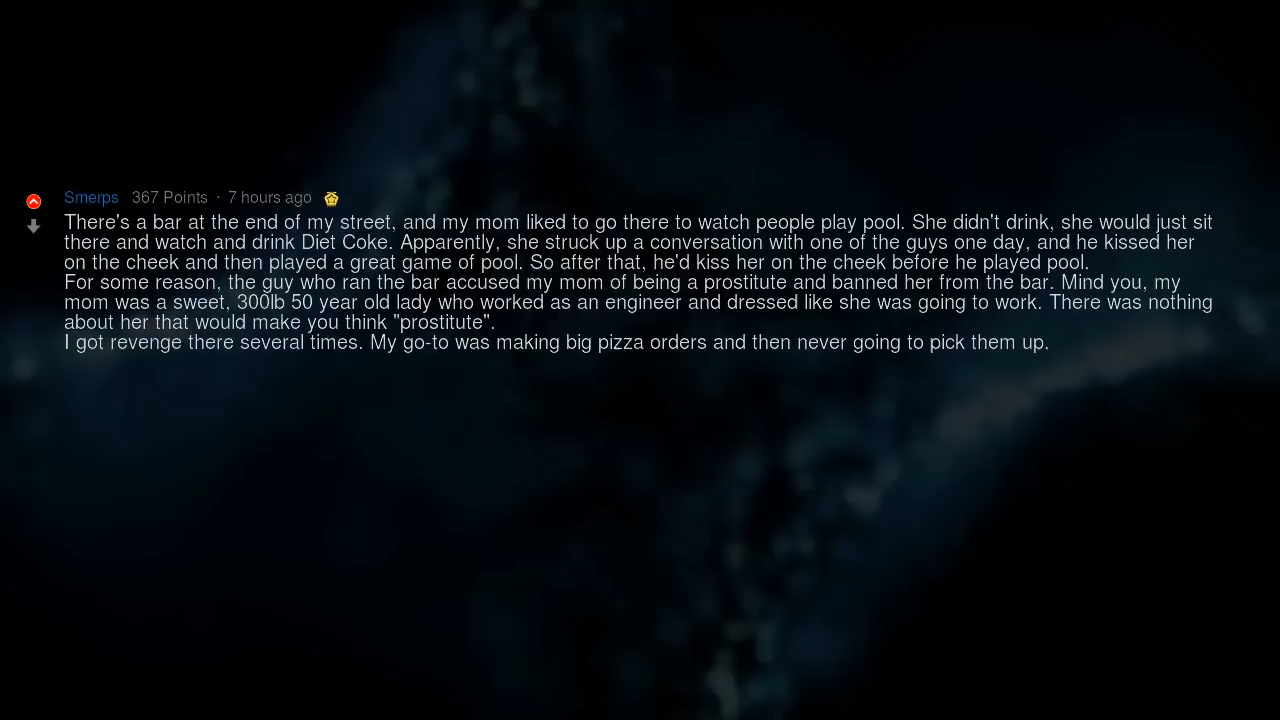 Smerps 367 Points · 7 hours ago
There's a bar at the end of my street, and my mom liked to go there to watch people play pool. She didn't drink, she would just sit
there and watch and drink Diet Coke. Apparently, she struck up a conversation with one of the guys one day, and he kissed her
on the cheek and then played a great game of pool. So after that, he'd kiss her on the cheek before he played pool.
For some reason, the guy who ran the bar accused my mom of being a prostitute and banned her from the bar. Mind you, my
mom was a sweet, 300lb 50 year old lady who worked as an engineer and dressed like she was going to work. There was nothing
about her that would make you think "prostitute".
I got revenge there several times. My go-to was making big pizza orders and then never going to pick them up.